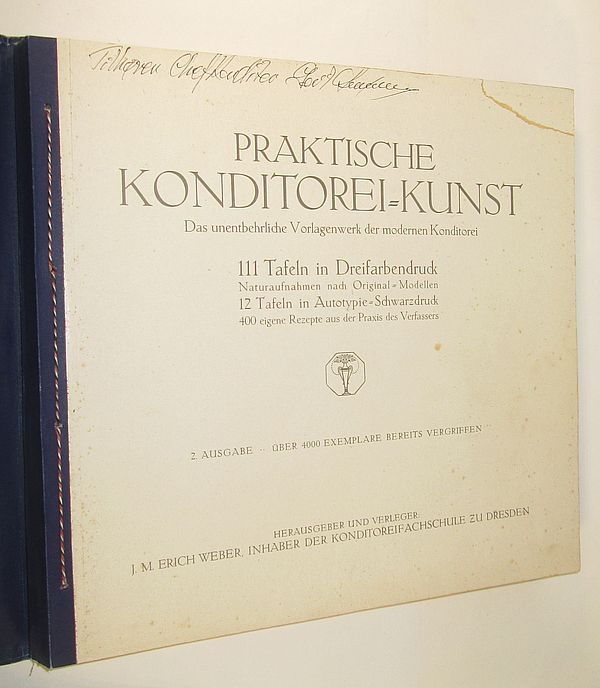 Chefkonditor
PRAKTISCHE
KONDITOREI=KUNST
Das unentbehrliche Vorlagenwerk der modernen Konditorei
111 Tafeln in Dreifarbendruck
Naturaufnahmen nach Original=Modellen
12 Tafeln in Autotypie=Schwarzdruck
400 eigene Rezepte aus der Praxis des Verfassers
2. AUSGABE ·· ÜBER 4000 EXEMPLARE BEREITS VERGRIFFEN
HERAUSGEBER UND VERLEGER:
J. M. ERICH WEBER, INHABER DER KONDITOREIFACHSCHULE ZU DRESDEN